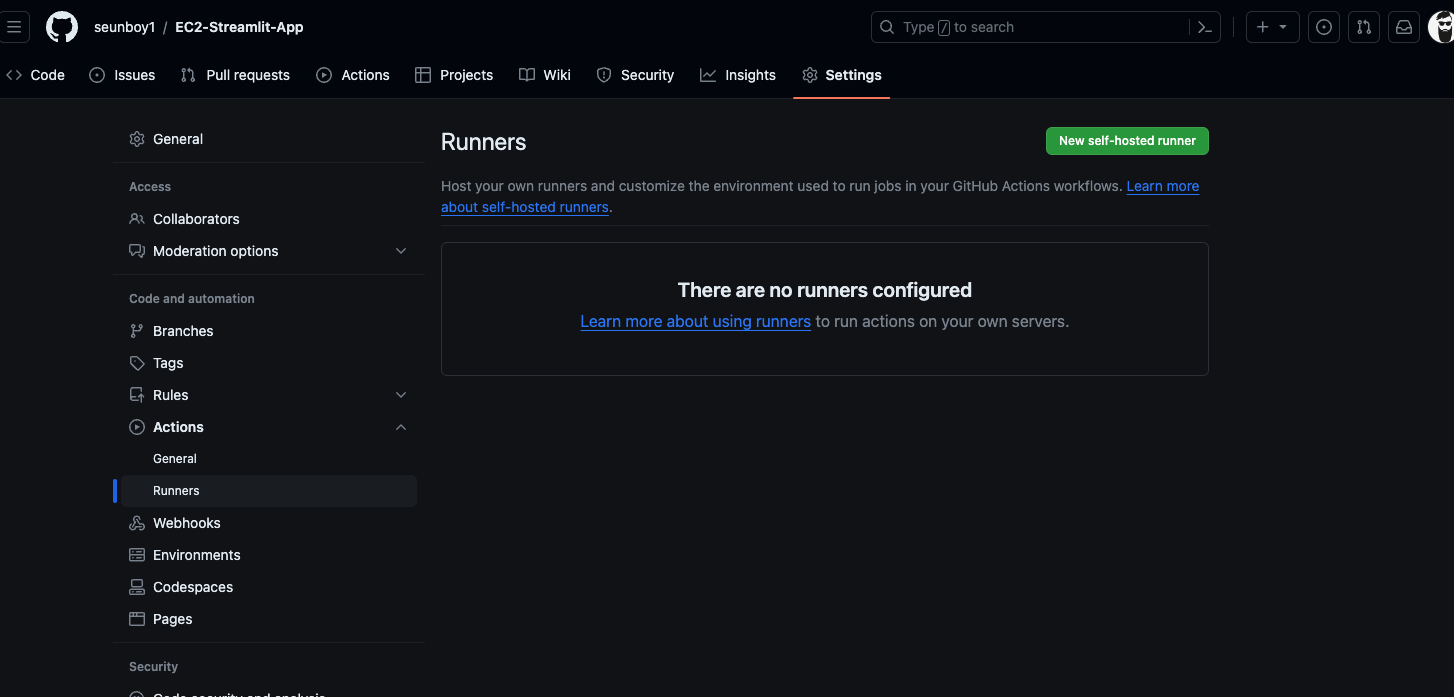 seunboy1 / EC2-Streamlit-App
Type / to search
Code
Issues
Pull requests
Actions
Projects
Wiki
Security
Insights
Settings
General
Access
Collaborators
Moderation options
Code and automation
Branches
Tags
Rules
Actions
General
Runners
Webhooks
Environments
Codespaces
Pages
Security
Code security and analysis
Runners
New self-hosted runner
Host your own runners and customize the environment used to run jobs in your GitHub Actions workflows. Learn more
about self-hosted runners.
There are no runners configured
Learn more about using runners to run actions on your own servers.